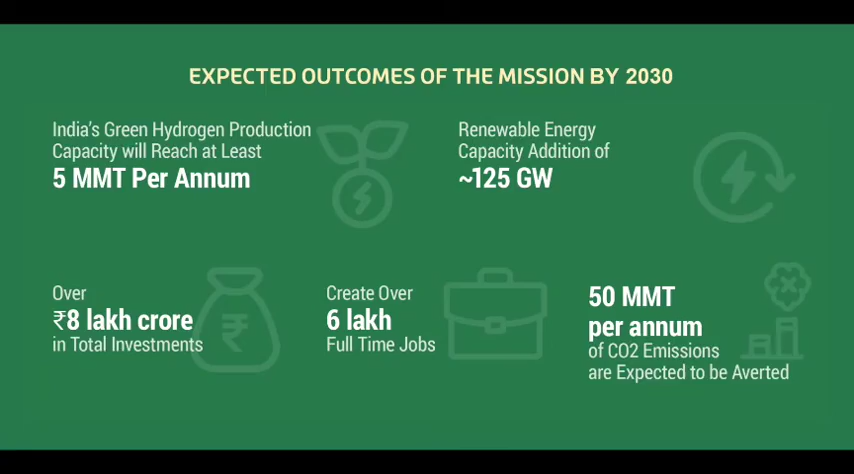 EXPECTED OUTCOMES OF THE MISSION BY 2030
India's Green Hydrogen Production
Capacity will Reach at Least
5 MMT Per Annum
Renewable Energy
Capacity Addition of
~125 GW
Over
₹8 lakh crore
in Total Investments
₹
Create Over
6 lakh
Full Time Jobs
50 MMT
per annum
of CO2 Emissions
are Expected to be Averted